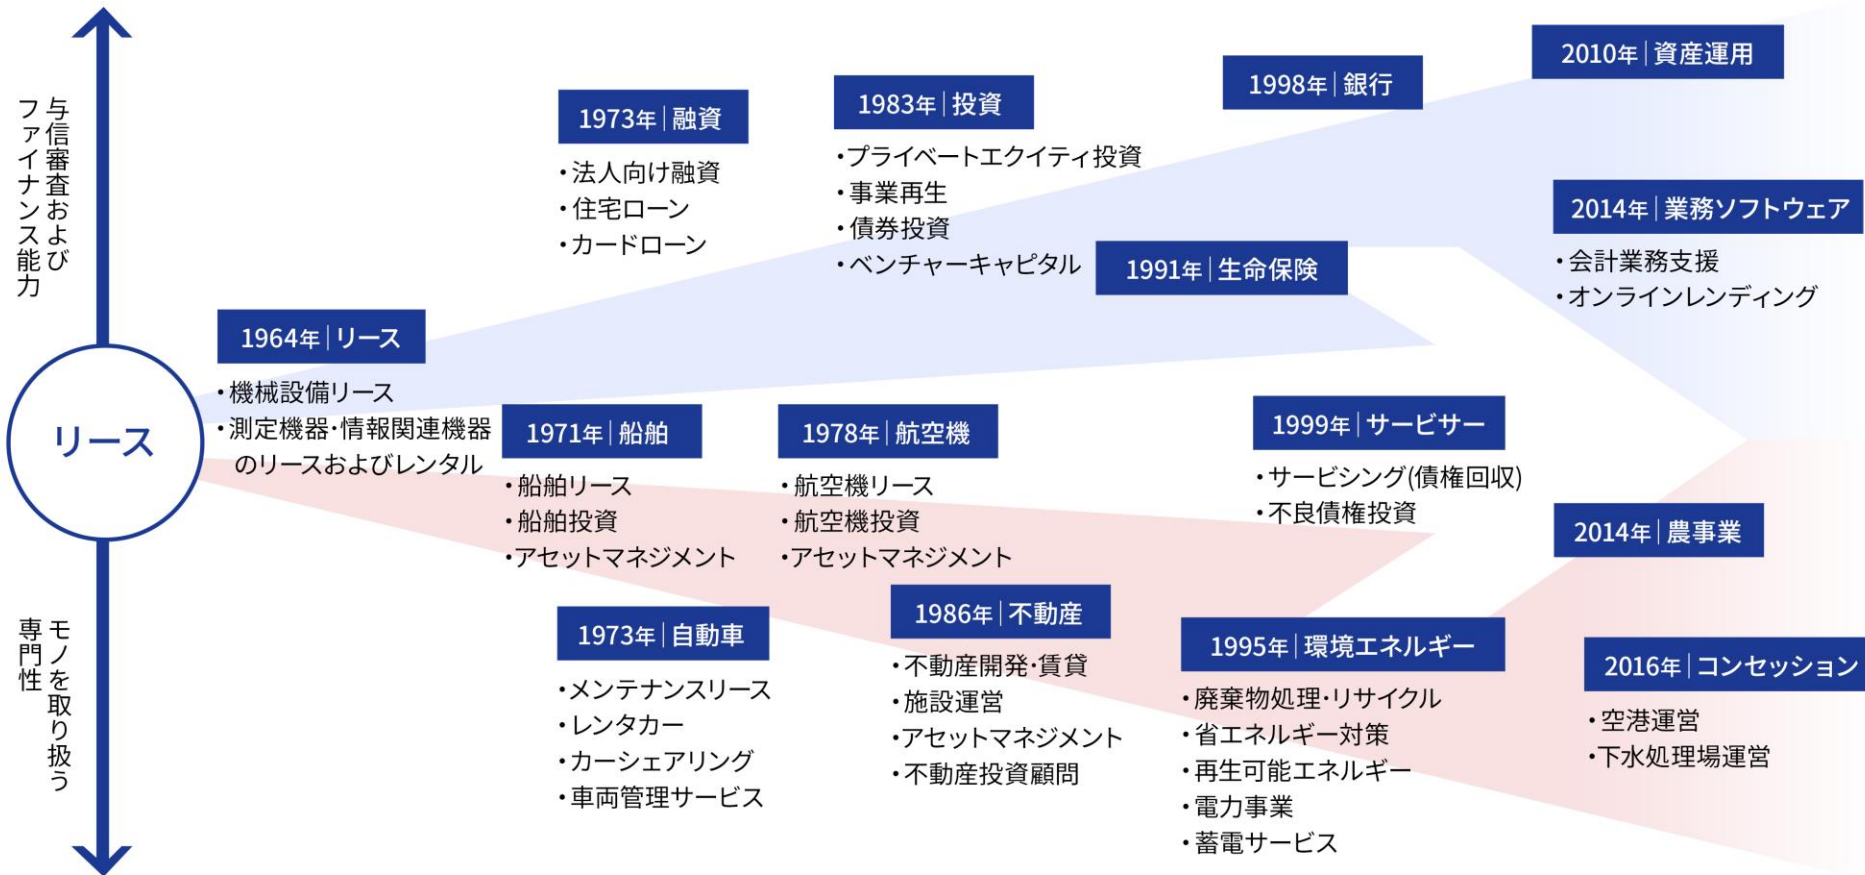 与信審査および
ファイナンス能力
リース
モノを取り扱う
専門性
1964年|リース
・機械設備リース
・測定機器・情報関連機器
のリースおよびレンタル
1973年|融資
・法人向け融資
・住宅ローン
・カードローン
1983年|投資
・プライベートエクイティ投資
・事業再生
・債券投資
・ベンチャーキャピタル
1991年|生命保険
1998年|銀行
2010年|資産運用
2014年|業務ソフトウェア
・会計業務支援
・オンラインレンディング
1971年|船舶
・船舶リース
・船舶投資
・アセットマネジメント
1978年|航空機
・航空機リース
・航空機投資
・アセットマネジメント
1999年|サービサー
・サービシング(債権回収)
・不良債権投資
2014年|農事業
1973年|自動車
・メンテナンスリース
・レンタカー
・カーシェアリング
・車両管理サービス
1986年|不動産
・不動産開発・賃貸
・施設運営
・アセットマネジメント
・不動産投資顧問
1995年|環境エネルギー
・廃棄物処理・リサイクル
・省エネルギー対策
・再生可能エネルギー
・電力事業
・蓄電サービス
2016年|コンセッション
・空港運営
・下水処理場運営